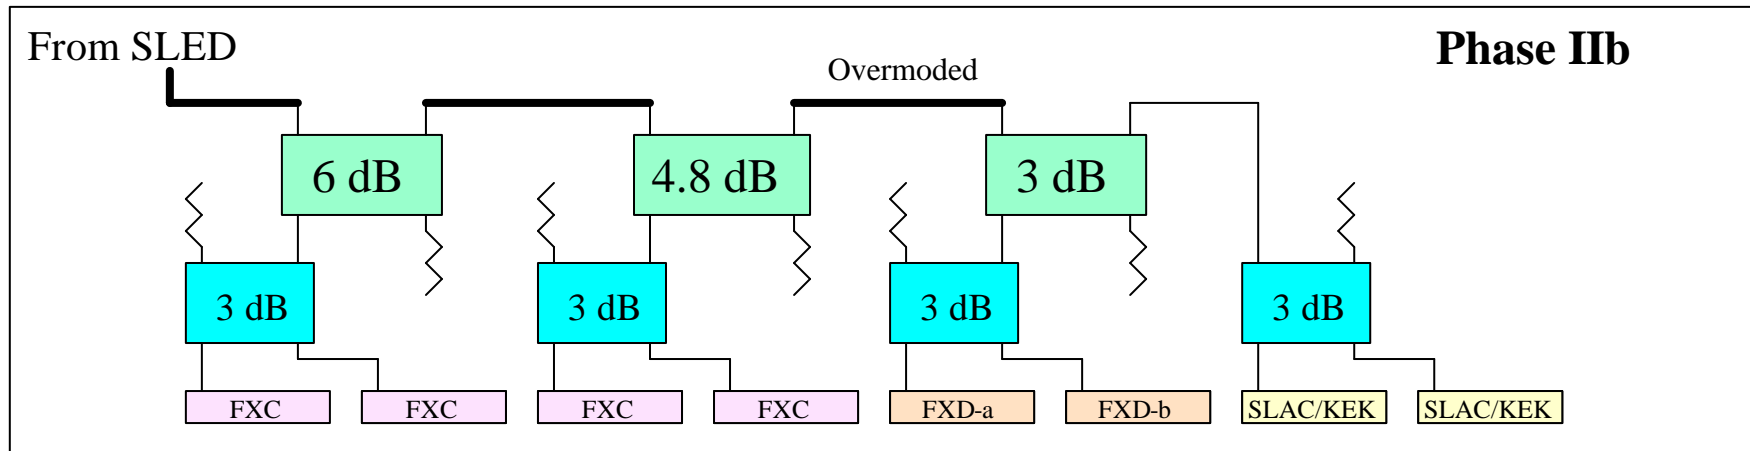 From SLED
Overmoded
Phase IIb
6 dB
4.8 dB
3 dB
3 dB
3 dB
3 dB
3 dB
FXC
FXC
FXC
FXC
FXD-a
FXD-b
SLAC/KEK
SLAC/KEK